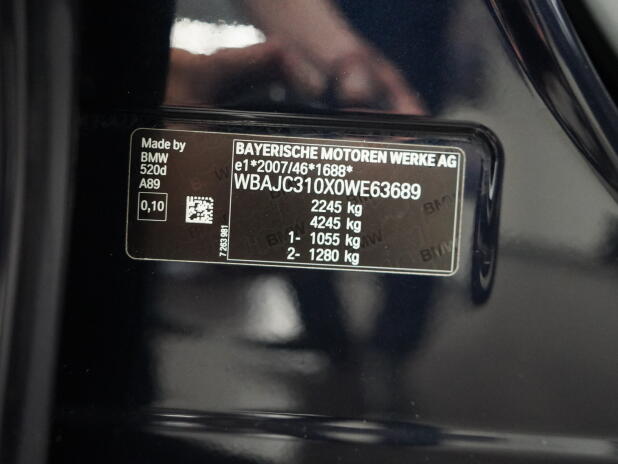 Made by
BMW
520d
A89
0,10
7 263 981
BAYERISCHE MOTOREN WERKE AG
e1*2007/46*1688*
WBAJC310X0WE63689
2245 kg
4245 kg
1- 1055 kg
2- 1280 kg